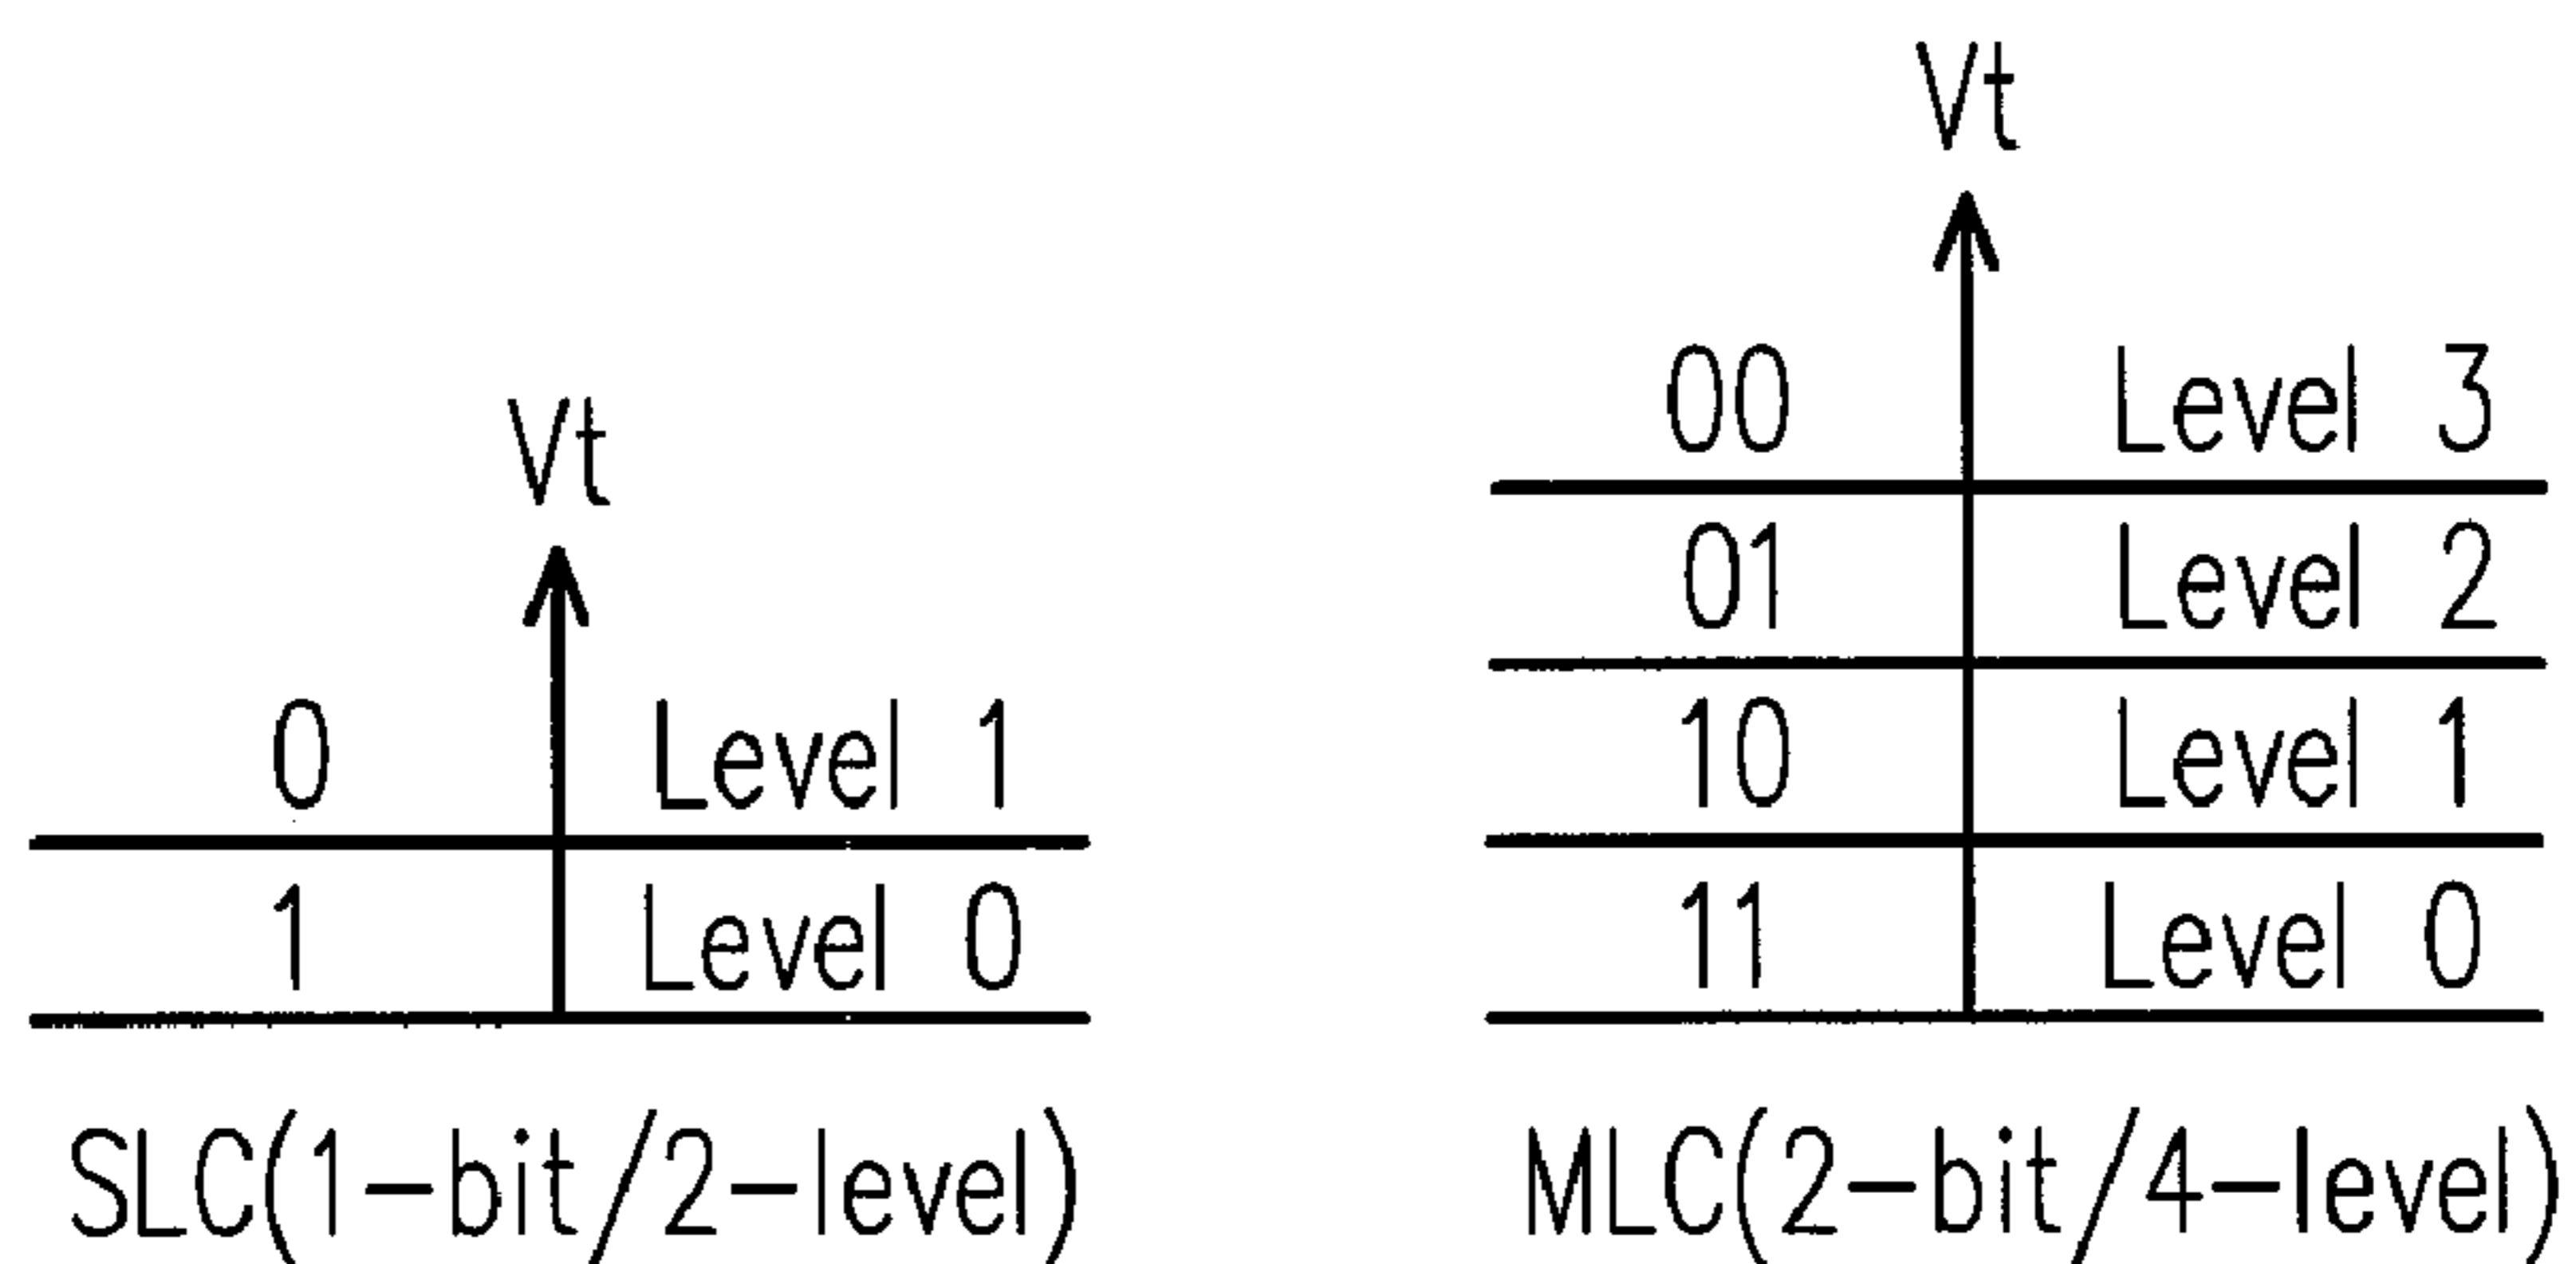 Vt
0 Level 1
1 Level 0
SLC(1-bit/2-level)
Vt
00 Level 3
01 Level 2
10 Level 1
11 Level 0
MLC(2-bit/4-level)